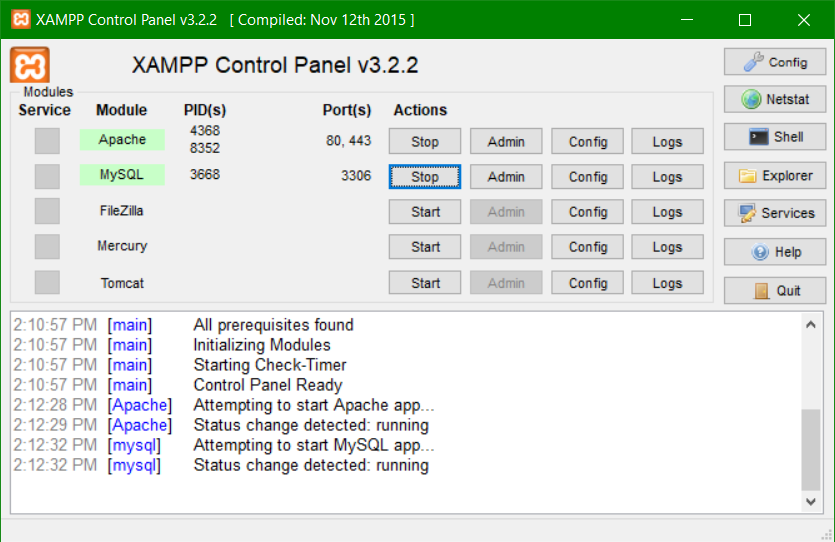 XAMPP Control Panel v3.2.2 [ Compiled: Nov 12th 2015 ]
XAMPP Control Panel v3.2.2
Config
Modules
Service Module PID(s) Port(s) Actions
Netstat
Apache 4368 8352 80, 443 Stop Admin Config Logs
Shell
MySQL 3668 3306 Stop Admin Config Logs
Explorer
FileZilla Start Admin Config Logs
Services
Mercury Start Admin Config Logs
Help
Tomcat Start Admin Config Logs
Quit
2:10:57 PM [main] All prerequisites found
2:10:57 PM [main] Initializing Modules
2:10:57 PM [main] Starting Check-Timer
2:10:57 PM [main] Control Panel Ready
2:12:28 PM [Apache] Attempting to start Apache app...
2:12:29 PM [Apache] Status change detected: running
2:12:32 PM [mysql] Attempting to start MySQL app...
2:12:32 PM [mysql] Status change detected: running